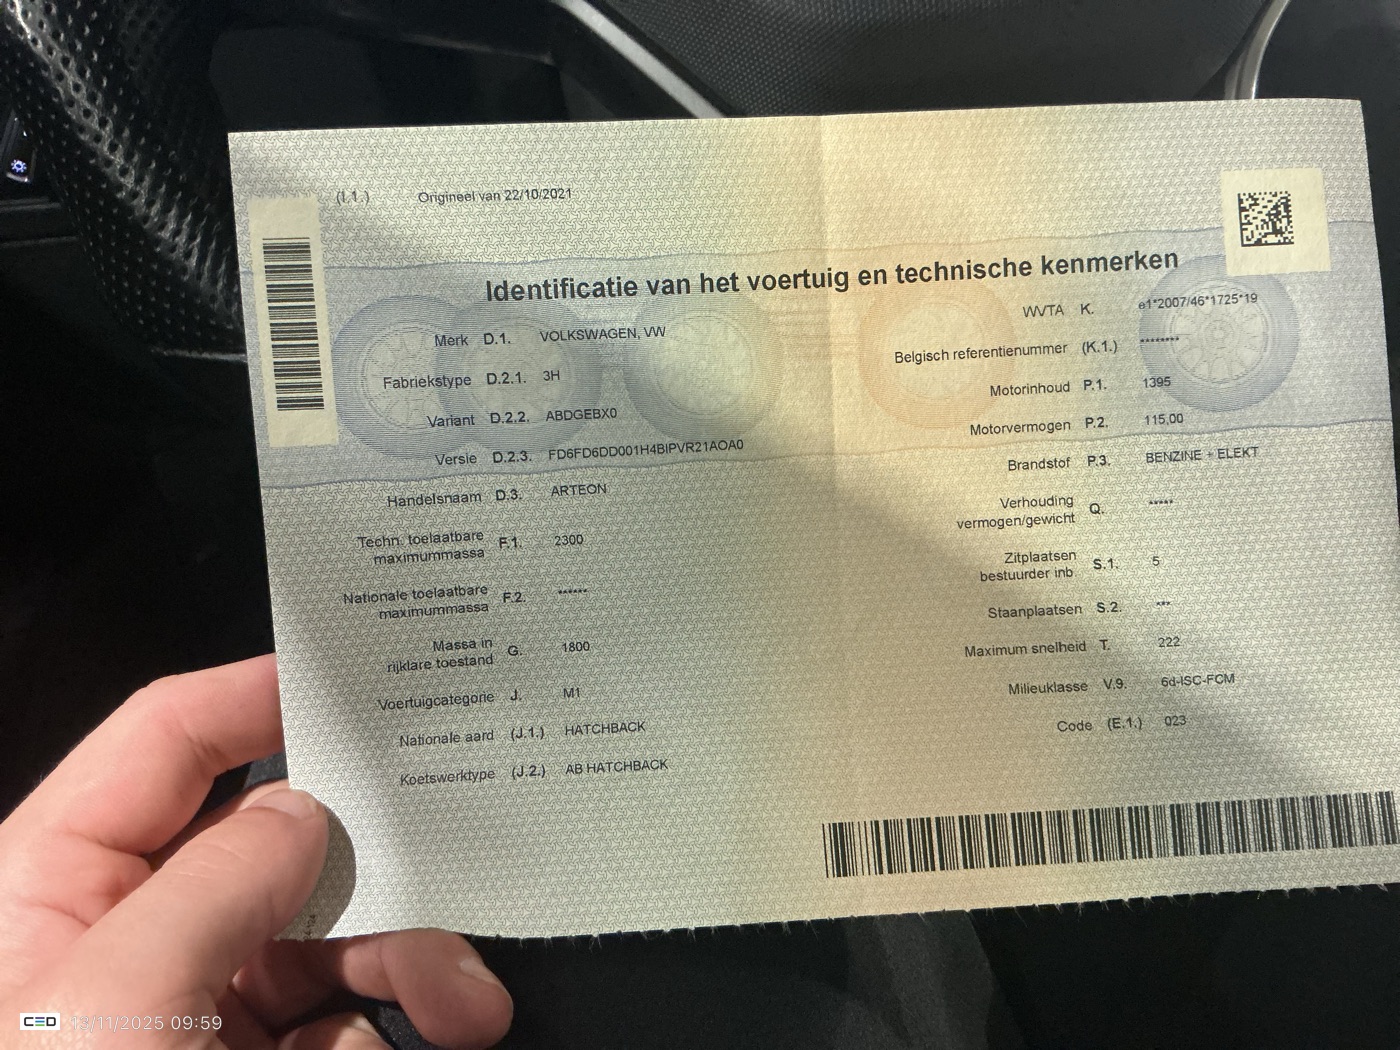 (I.1.) Origineel van 22/10/2021
Identificatie van het voertuig en technische kenmerken
Merk D.1. VOLKSWAGEN, VW
Fabriekstype D.2.1. 3H
Variant D.2.2. ABDGEBX0
Versie D.2.3. FD6FD6DD001H4BIPVR21AOA0
Handelsnaam D.3. ARTEON
Techn. toelaatbare
maximummassa F.1. 2300
Nationale toelaatbare
maximummassa F.2. ******
Massa in
rijklare toestand G. 1800
Voertuigcategorie J. M1
Nationale aard (J.1.) HATCHBACK
Koetswerktype (J.2.) AB HATCHBACK
WVTA K. e1*2007/46*1725*19
Belgisch referentienummer (K.1.) ********
Motorinhoud P.1. 1395
Motorvermogen P.2. 115,00
Brandstof P.3. BENZINE + ELEKT
Verhouding
vermogen/gewicht Q. *****
Zitplaatsen
bestuurder inb. S.1. 5
Staanplaatsen S.2. ***
Maximum snelheid T. 222
Milieuklasse V.9. 6d-ISC-FCM
Code (E.1.) 023
CED 13/11/2025 09:59